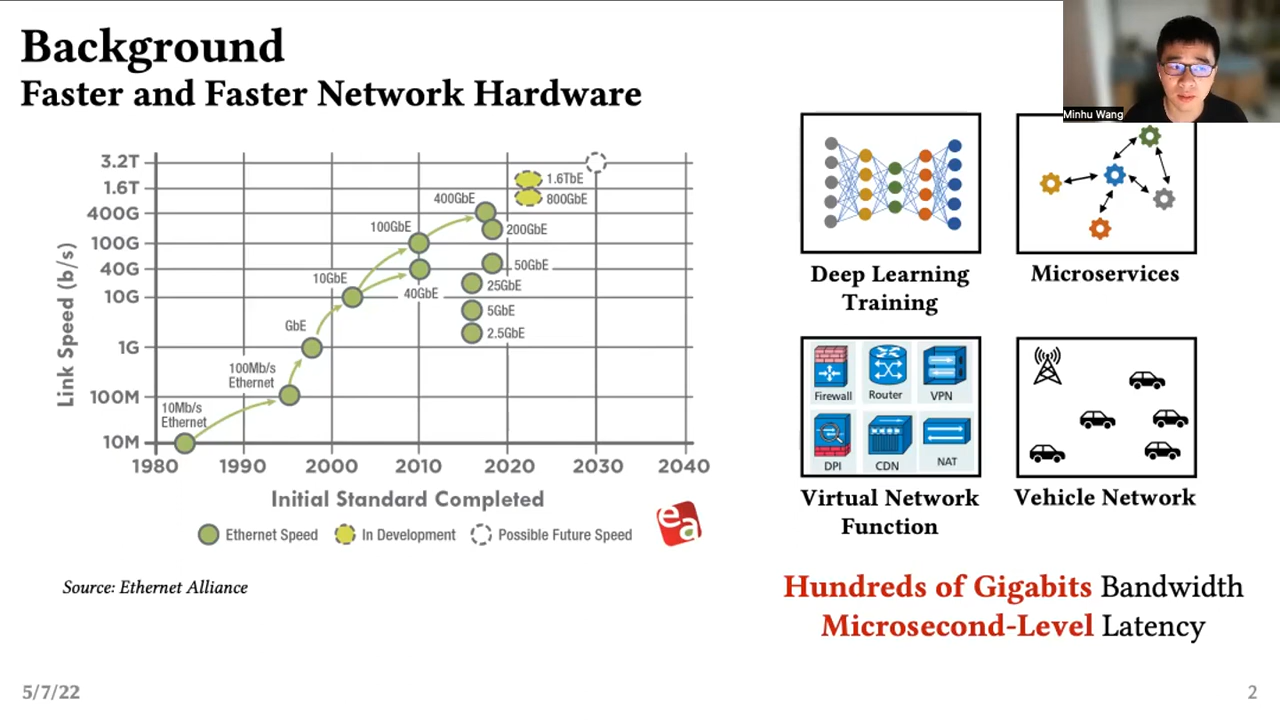 Background
Faster and Faster Network Hardware
Minhu Wang
Link Speed (b/s)
3.2T
1.6T
400G
100G
40G
10G
1G
100M
10M
1980 1990 2000 2010 2020 2030 2040
Initial Standard Completed
10Mb/s
Ethernet
100Mb/s
Ethernet
GbE
10GbE
40GbE
100GbE
400GbE
1.6TbE
800GbE
200GbE
50GbE
25GbE
5GbE
2.5GbE
Ethernet Speed
In Development
Possible Future Speed
ea
Source: Ethernet Alliance
Deep Learning
Training
Microservices
Firewall
Router
VPN
DPI
CDN
NAT
Virtual Network
Function
Vehicle Network
Hundreds of Gigabits Bandwidth
Microsecond-Level Latency
5/7/22
2